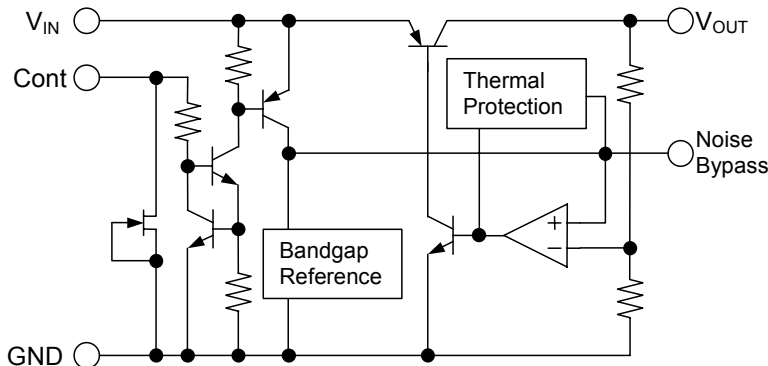 VIN
VOUT
Cont
Thermal
Protection
Noise
Bypass
+
−
Bandgap
Reference
GND